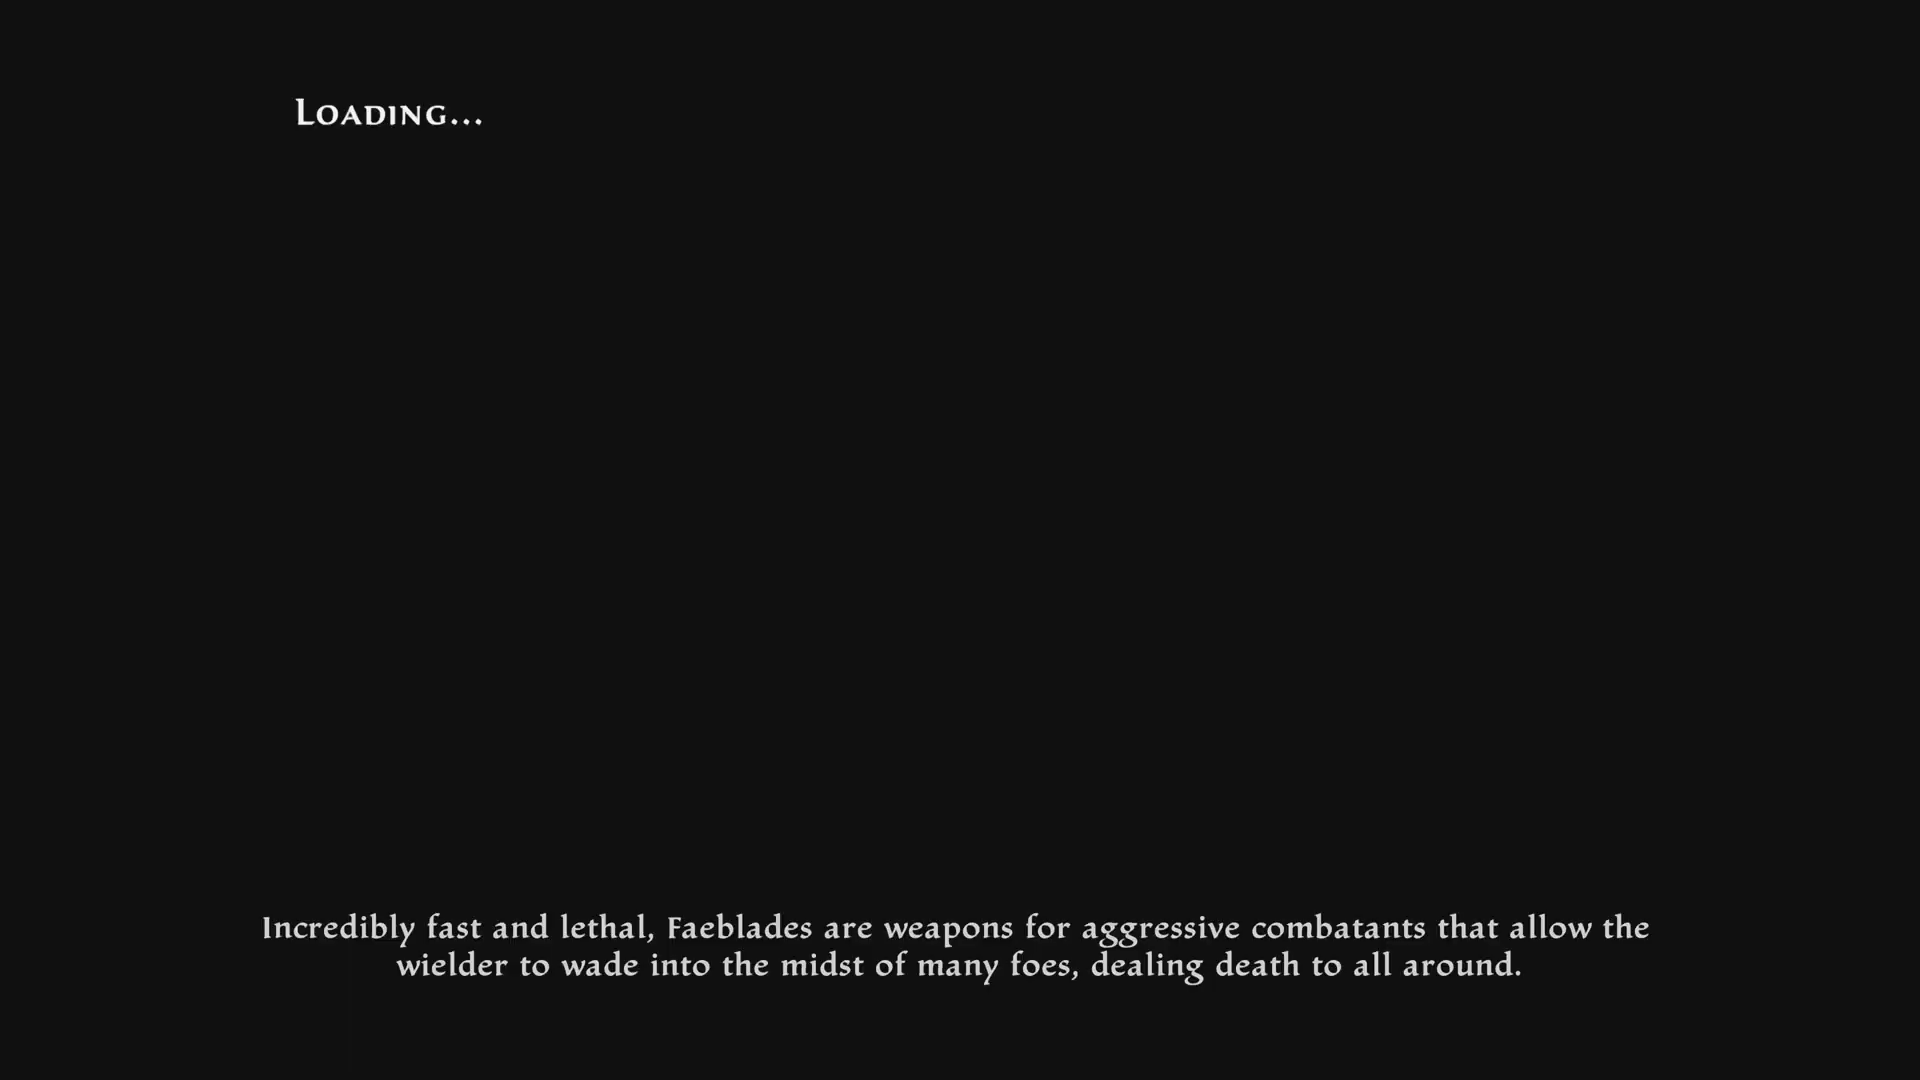 Loading...
Incredibly fast and lethal, Faeblades are weapons for aggressive combatants that allow the
wielder to wade into the midst of many foes, dealing death to all around.